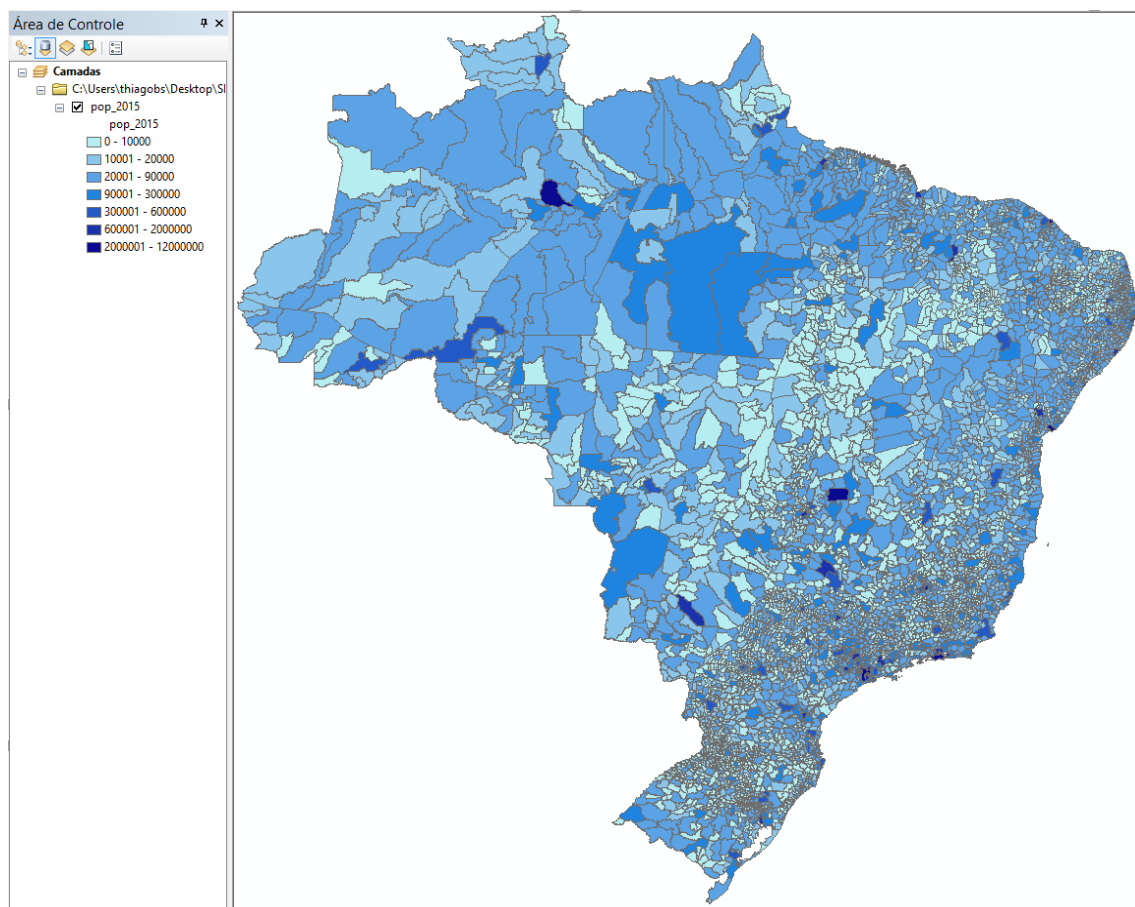 Área de Controle
Camadas
C:\Users\thiagobs\Desktop\SI
pop_2015
pop_2015
0 - 10000
10001 - 20000
20001 - 90000
90001 - 300000
300001 - 600000
600001 - 2000000
2000001 - 12000000